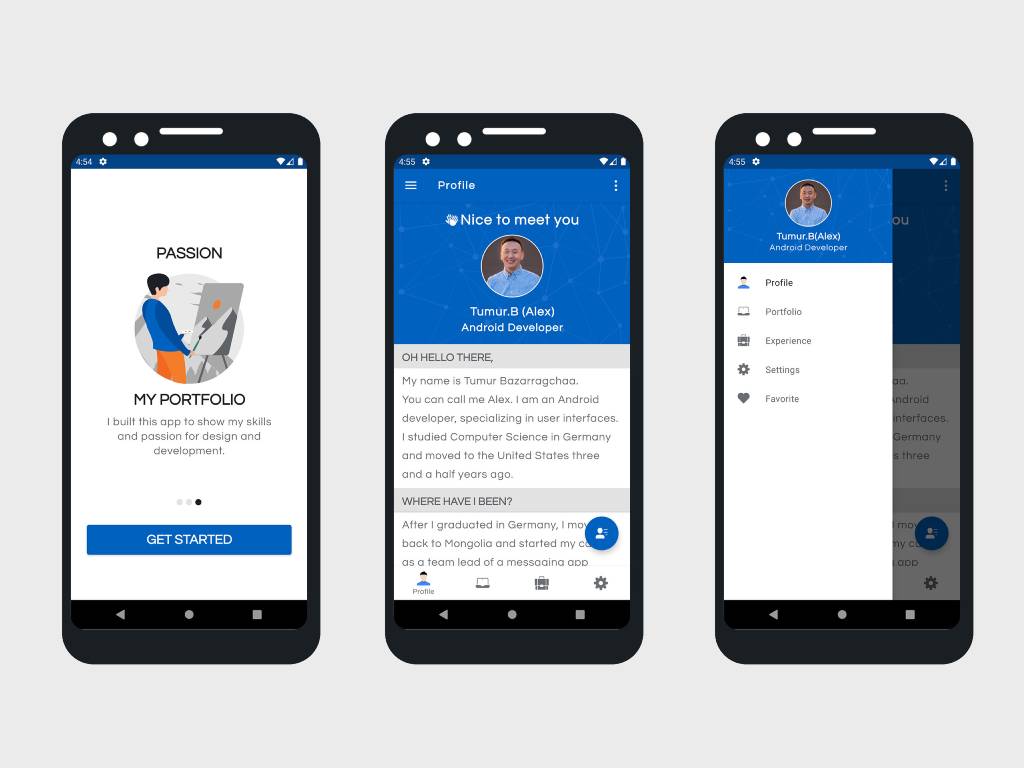 4:54
PASSION
MY PORTFOLIO
I built this app to show my skills
and passion for design and
development.
GET STARTED
4:55
Profile
Nice to meet you
Tumur.B (Alex)
Android Developer
OH HELLO THERE,
My name is Tumur Bazarragchaa.
You can call me Alex. I am an Android
developer, specializing in user interfaces.
I studied Computer Science in Germany
and moved to the United States three
and a half years ago.
WHERE HAVE I BEEN?
After I graduated in Germany, I mov
back to Mongolia and started my ca
as a team lead of a messaging app
Profile
4:55
ou
Tumur.B(Alex)
Android Developer
Profile
Portfolio
Experience
Settings
Favorite
aa.
Android
interfaces.
Germany
s three
I mov
my c
app